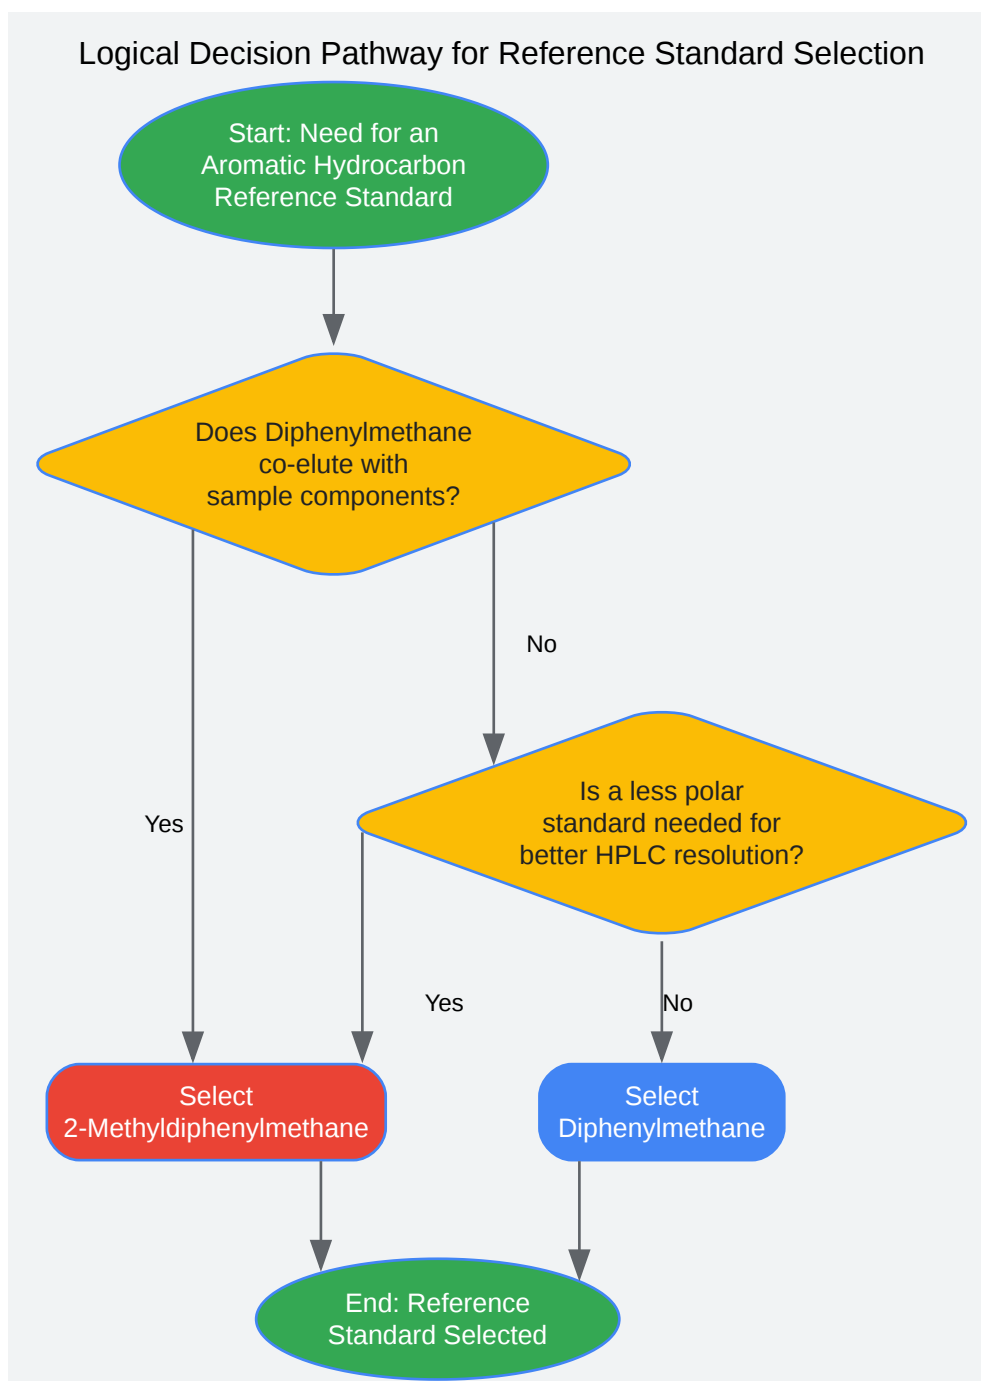 Logical Decision Pathway for Reference Standard Selection
Start: Need for an
Aromatic Hydrocarbon
Reference Standard
Does Diphenylmethane
co-elute with
sample components?
No
Is a less polar
standard needed for
better HPLC resolution?
Yes
Yes
No
Select
2-Methyldiphenylmethane
Select
Diphenylmethane
End: Reference
Standard Selected